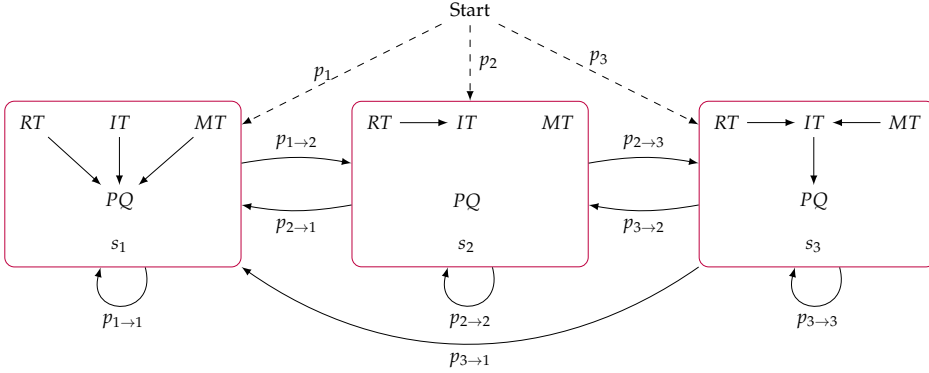 Start
p₁
p₂
p₃
RT IT MT
PQ
s₁
p₁→₂
p₂→₁
RT IT MT
PQ
s₂
p₂→₃
p₃→₂
RT IT MT
PQ
s₃
p₁→₁
p₂→₂
p₃→₃
p₃→₁